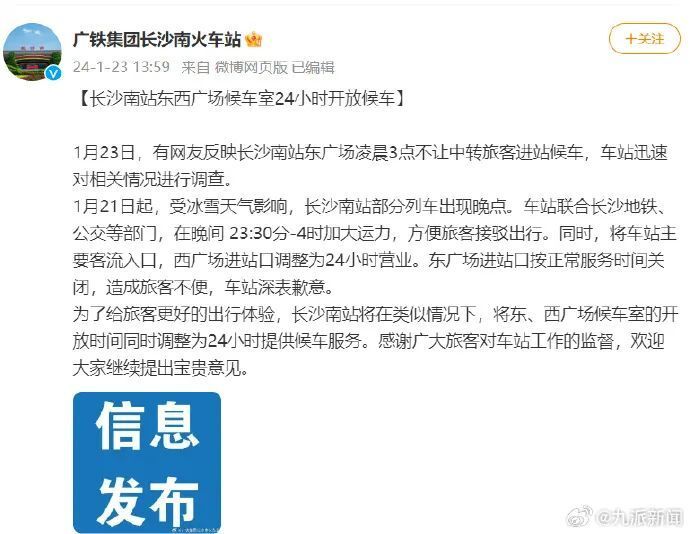 广铁集团长沙南火车站
+关注
24-1-23 13:59 来自 微博网页版 已编辑
【长沙南站东西广场候车室24小时开放候车】
1月23日，有网友反映长沙南站东广场凌晨3点不让中转旅客进站候车，车站迅速
对相关情况进行调查。
1月21日起，受冰雪天气影响，长沙南站部分列车出现晚点。车站联合长沙地铁、
公交等部门，在晚间 23:30分-4时加大运力，方便旅客接驳出行。同时，将车站主
要客流入口，西广场进站口调整为24小时营业。东广场进站口按正常服务时间关
闭，造成旅客不便，车站深表歉意。
为了给旅客更好的出行体验，长沙南站将在类似情况下，将东、西广场候车室的开
放时间同时调整为24小时提供候车服务。感谢广大旅客对车站工作的监督，欢迎
大家继续提出宝贵意见。
信息
发布
@九派新闻